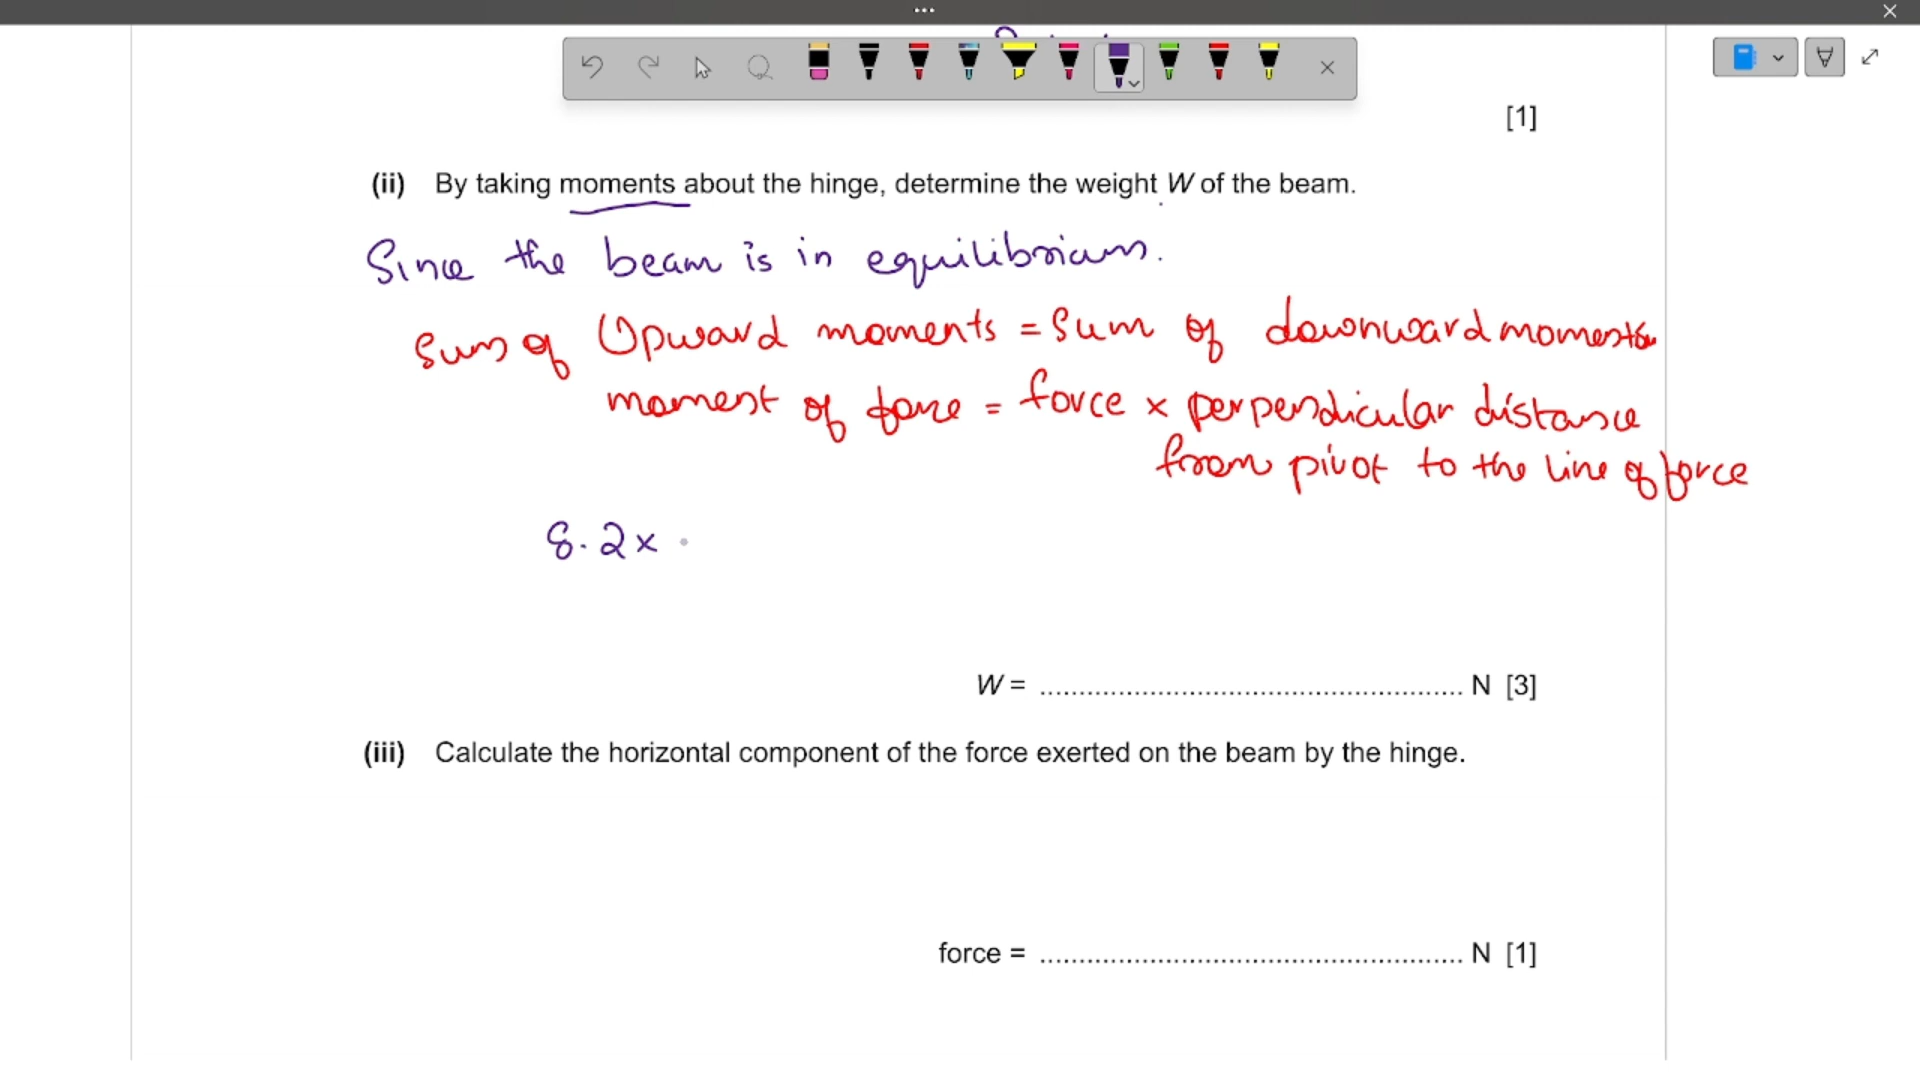 [1]
(ii) By taking moments about the hinge, determine the weight W of the beam.
Since the beam is in equilibrium.
Sum of Upward moments = Sum of downward moments
moment of force = force x perpendicular distance
from pivot to the line of force
8.2x
W = ........................................................ N [3]
(iii) Calculate the horizontal component of the force exerted on the beam by the hinge.
force = ........................................................ N [1]